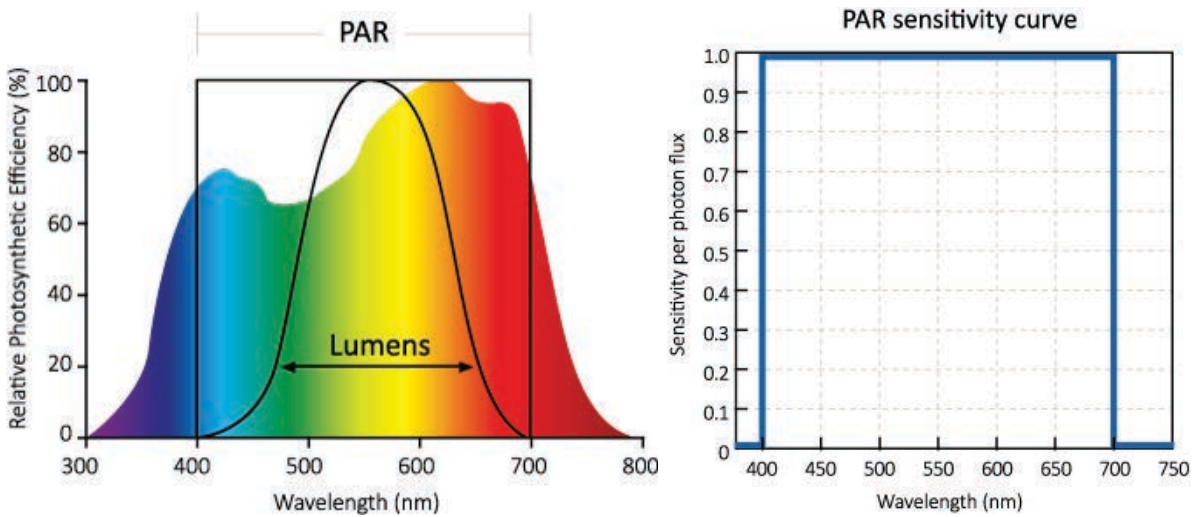 PAR
Relative Photosynthetic Efficiency (%)
100
80
60
40
20
0
Lumens
300 400 500 600 700 800
Wavelength (nm)
PAR sensitivity curve
Sensitivity per photon flux
1.0
0.9
0.8
0.7
0.6
0.5
0.4
0.3
0.2
0.1
0
400 450 500 550 600 650 700 750
Wavelength (nm)